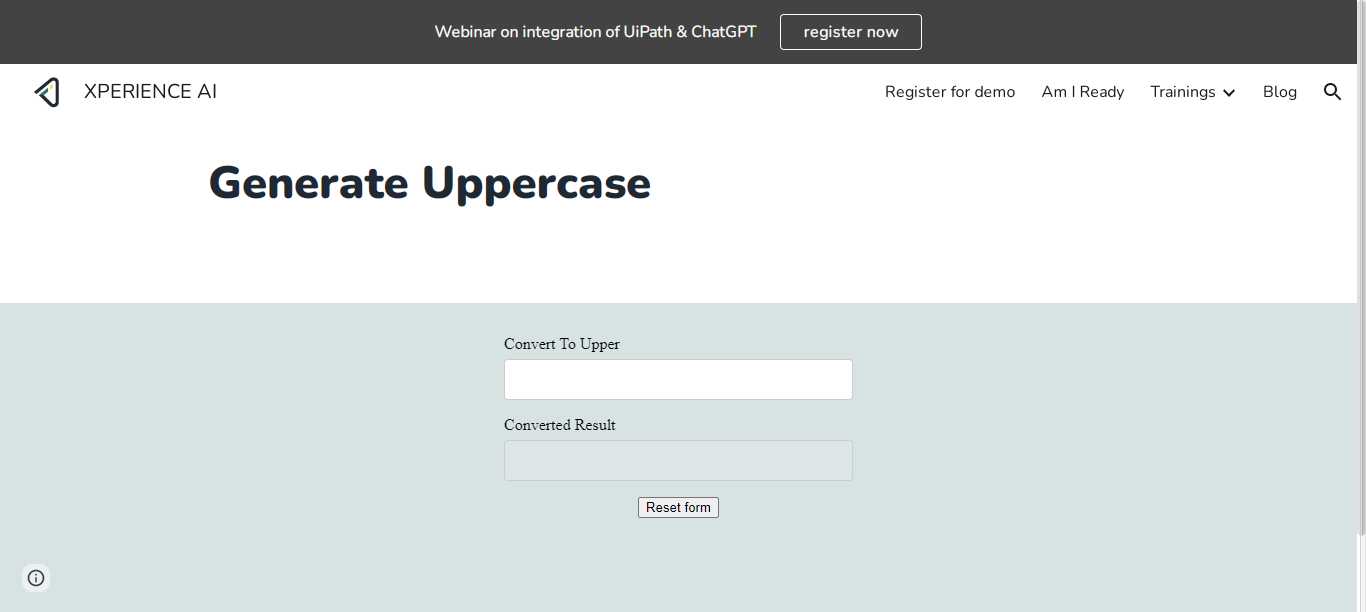 Webinar on integration of UiPath & ChatGPT register now
XPERIENCE AI Register for demo Am I Ready Trainings Blog
Generate Uppercase
Convert To Upper
Converted Result
Reset form